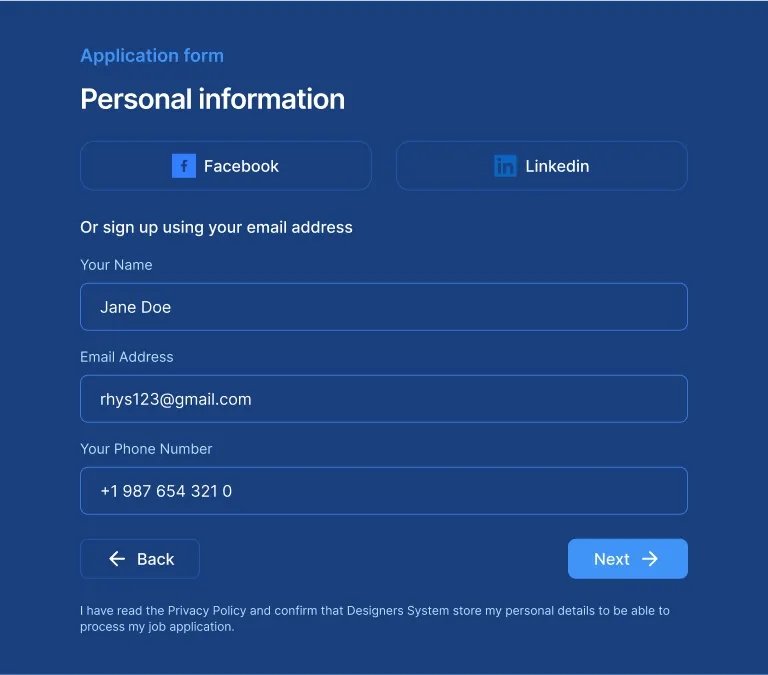 Application form
Personal information
Facebook
Linkedin
Or sign up using your email address
Your Name
Jane Doe
Email Address
rhys123@gmail.com
Your Phone Number
+1 987 654 321 0
Back
Next
I have read the Privacy Policy and confirm that Designers System store my personal details to be able to
process my job application.